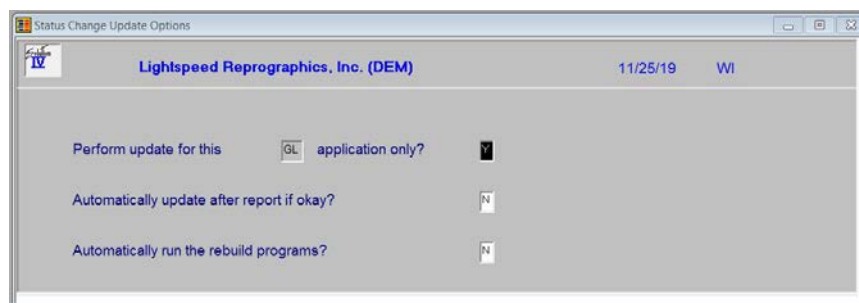 Status Change Update Options
IV
Lightspeed Reprographics, Inc. (DEM) 11/25/19 WI
Perform update for this GL application only? Y
Automatically update after report if okay? N
Automatically run the rebuild programs? N